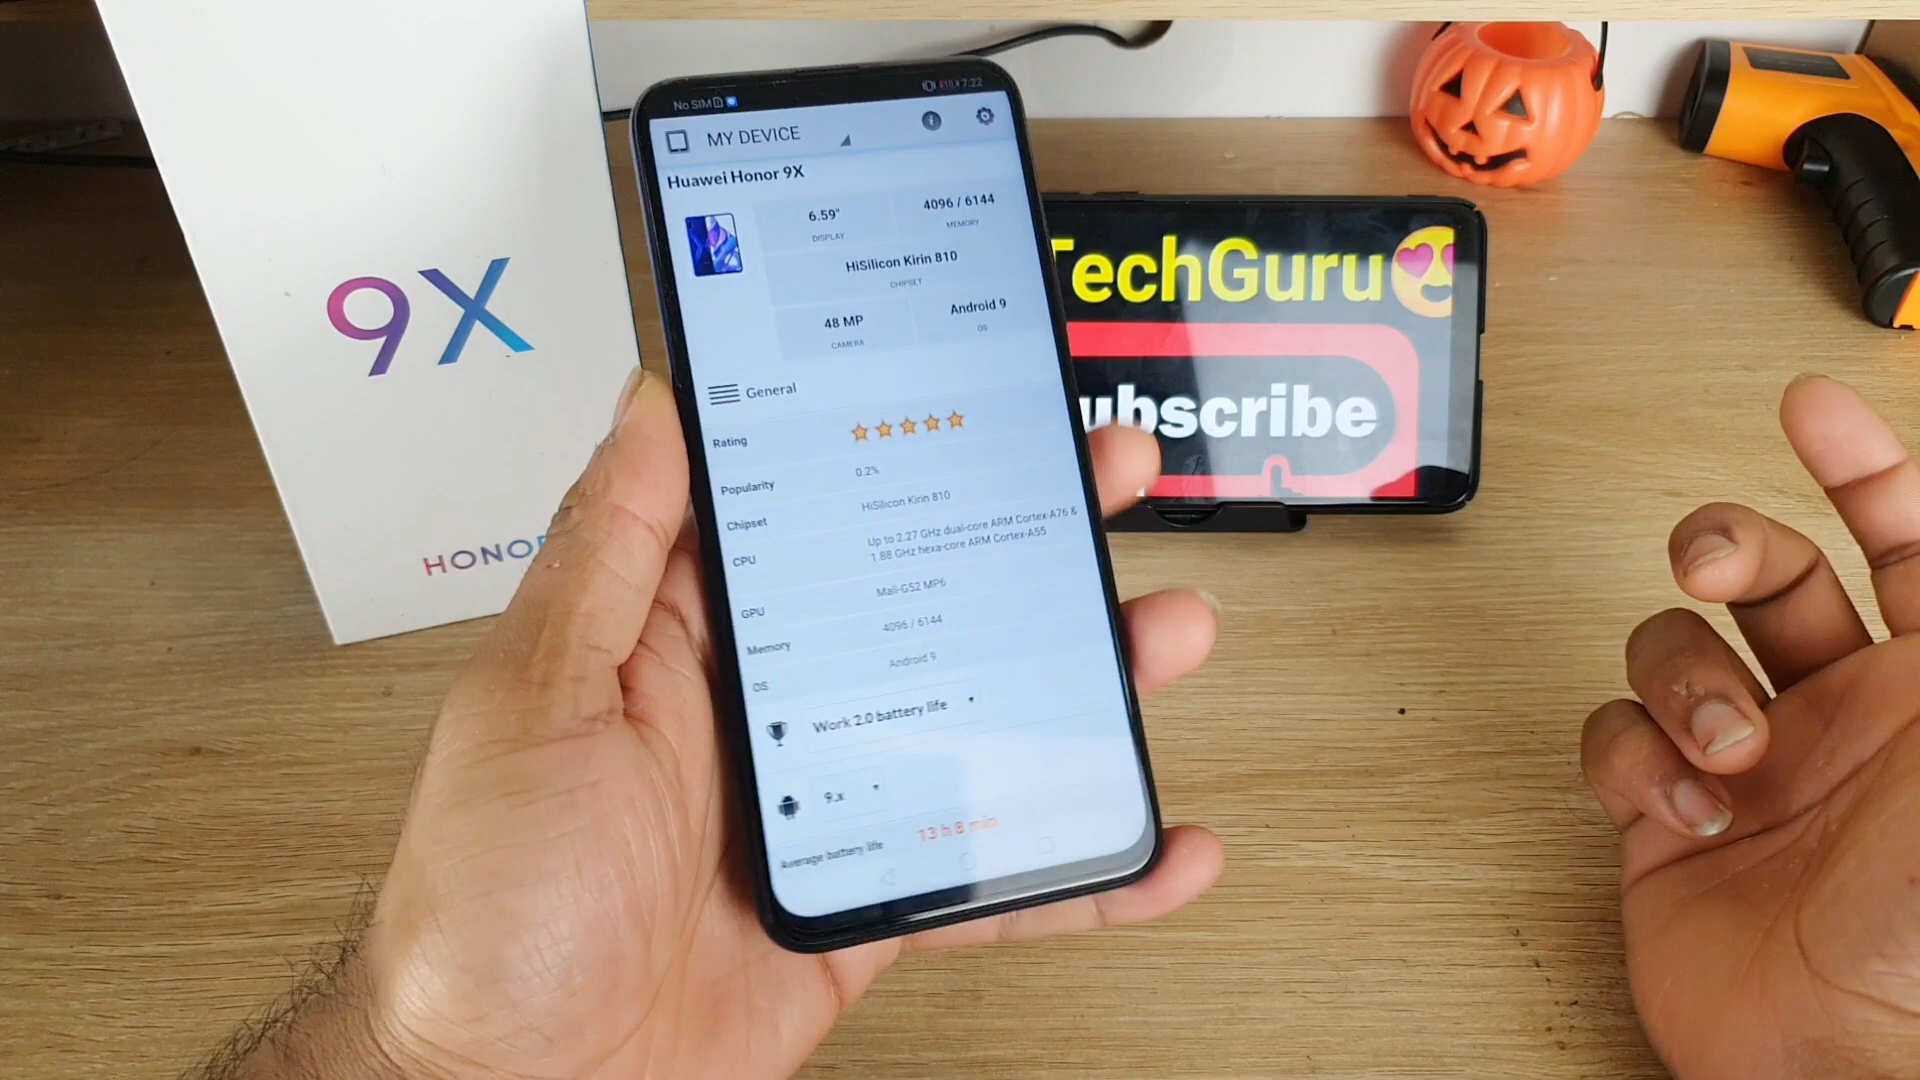 9X
HONO
No SIM
7:22
MY DEVICE
Huawei Honor 9X
6.59"
DISPLAY
4096 / 6144
MEMORY
HiSilicon Kirin 810
CHIPSET
48 MP
CAMERA
Android 9
OS
General
Rating
Popularity
0.2%
Chipset
HiSilicon Kirin 810
CPU
Up to 2.27 GHz dual-core ARM Cortex-A76 &
1.88 GHz hexa-core ARM Cortex-A55
GPU
Mali-G52 MP6
Memory
4096 / 6144
OS
Android 9
Work 2.0 battery life
9.x
Average battery life
13 h 8 min
TechGuru😍
ubscribe